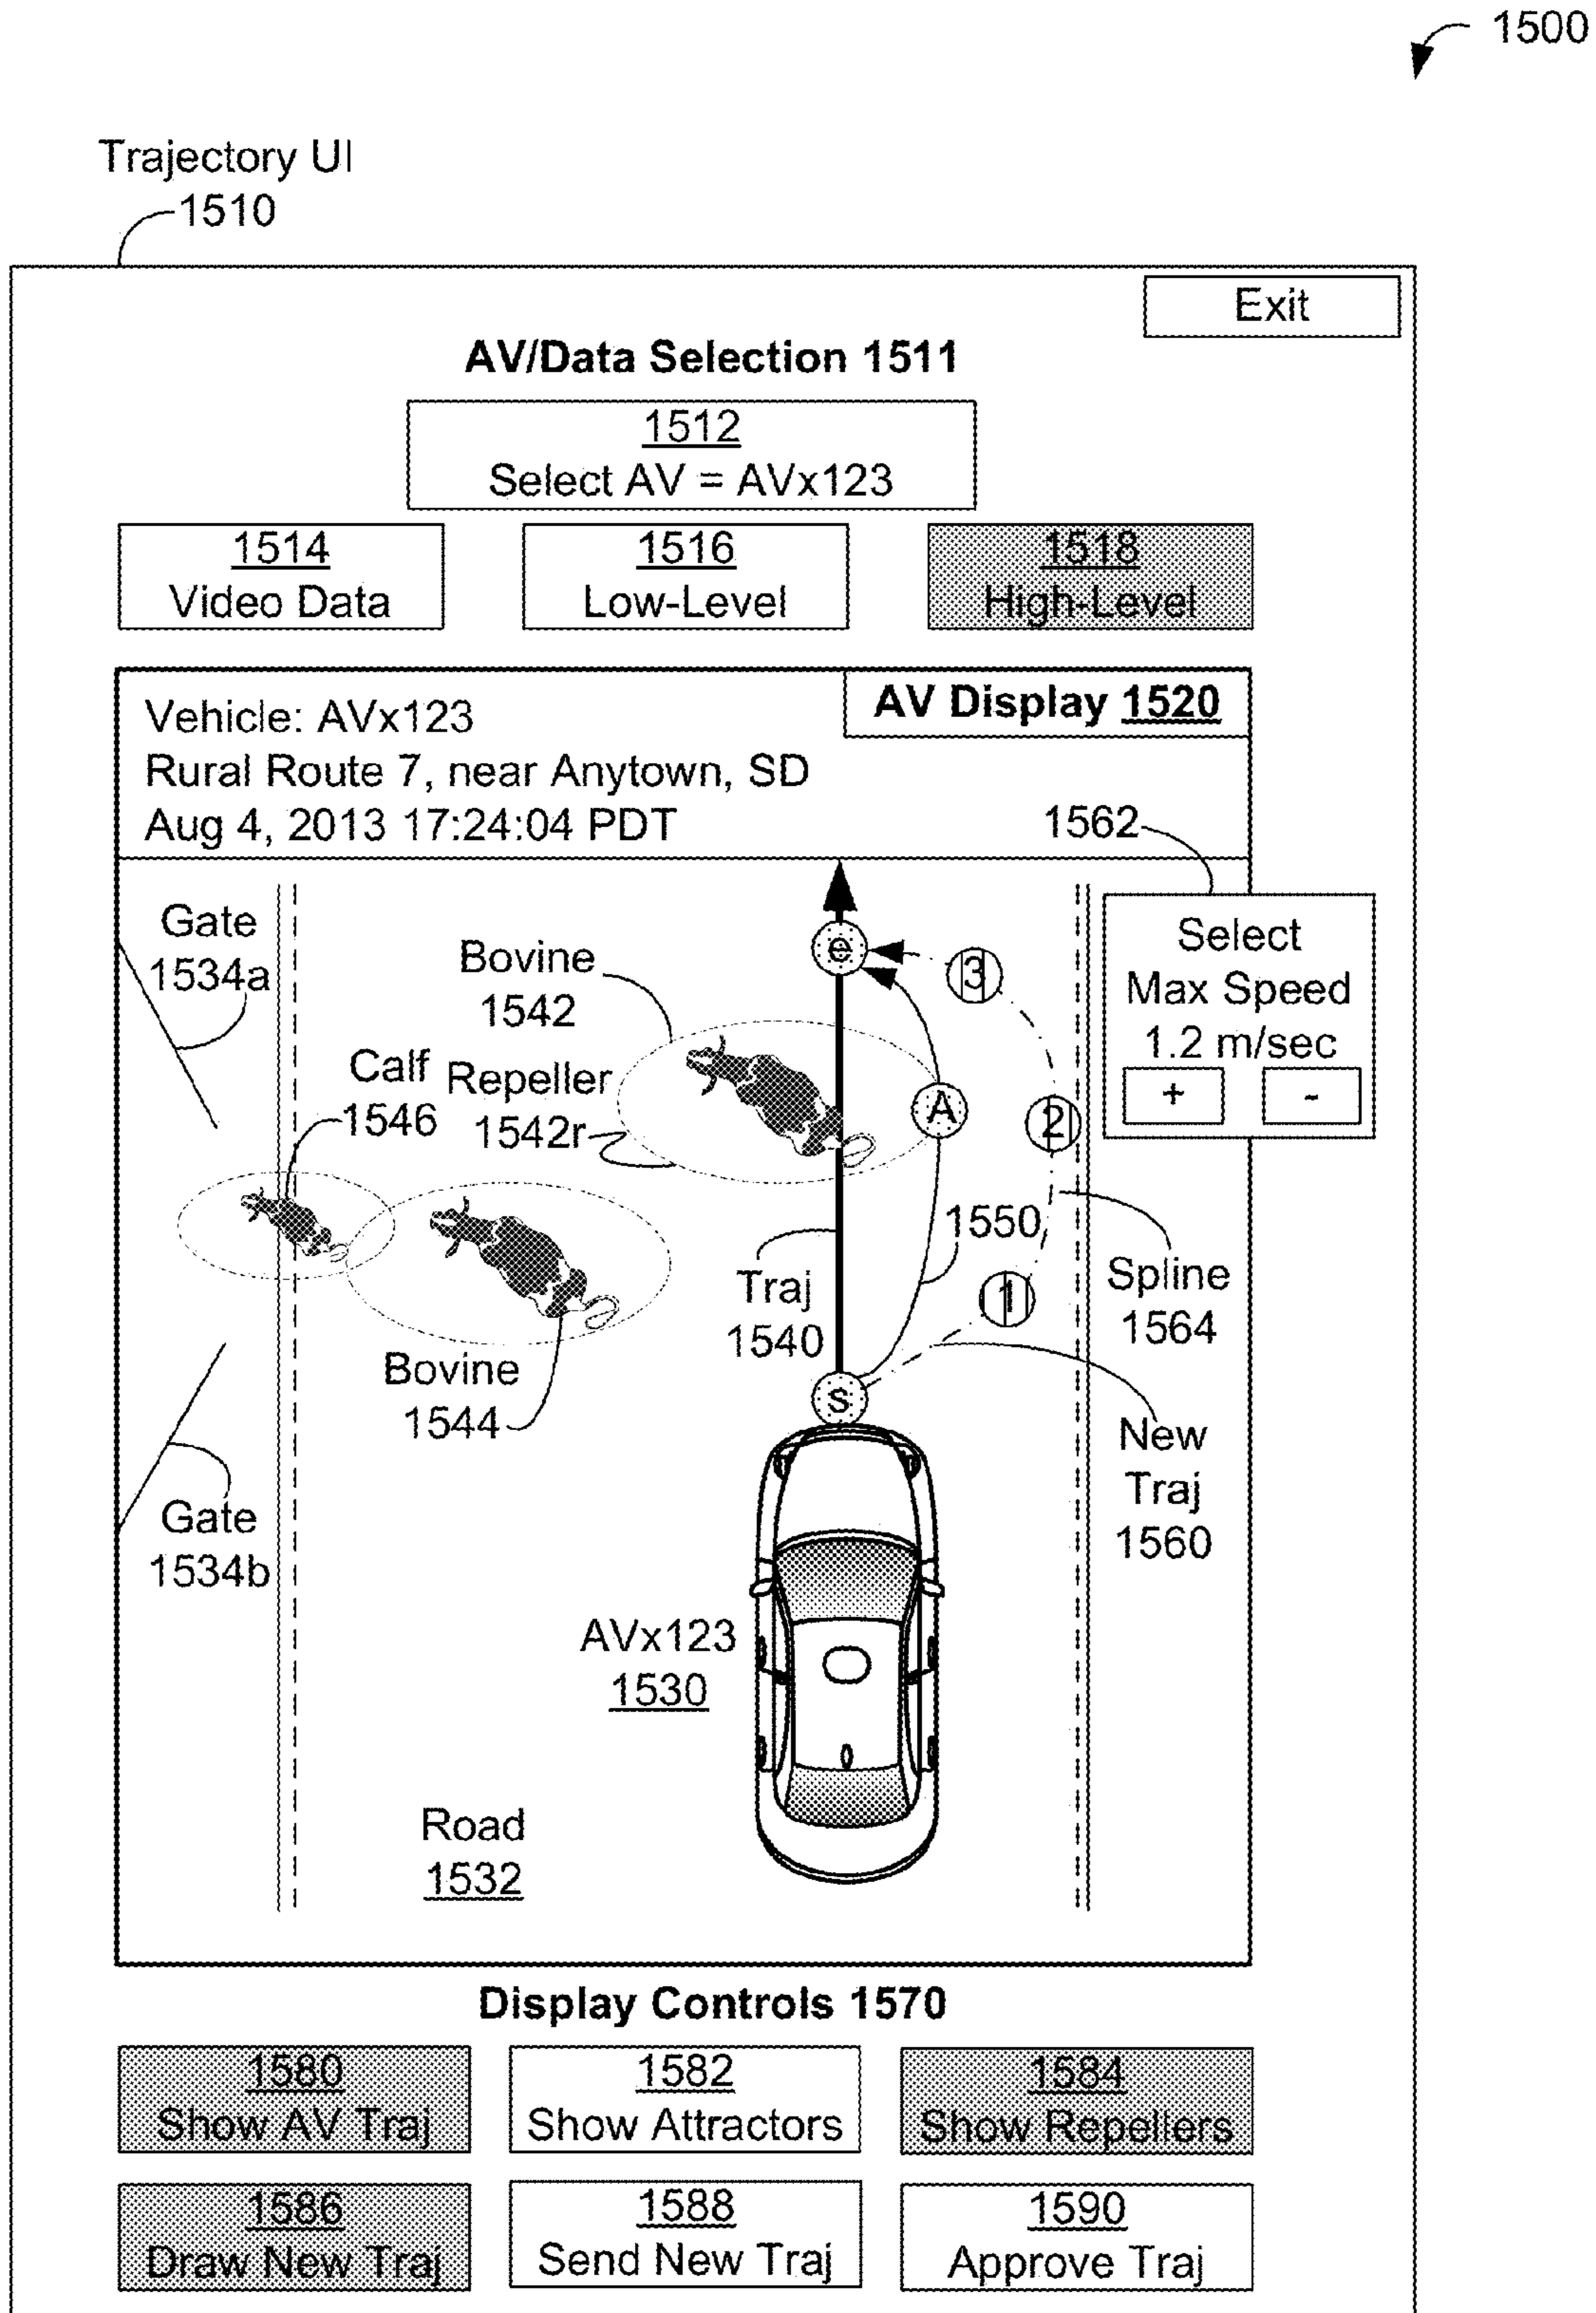 1500
Trajectory UI
1510
Exit
AV/Data Selection 1511
1512
Select AV = AVx123
1514
Video Data
1516
Low-Level
1518
High-Level
AV Display 1520
Vehicle: AVx123
Rural Route 7, near Anytown, SD
Aug 4, 2013 17:24:04 PDT
1562
Gate
1534a
Bovine
1542
e
3
Select
Max Speed
1.2 m/sec
+
-
Calf
1546
Repeller
1542r
A
2
1550
Traj
1540
1
Spline
1564
Bovine
1544
s
New
Traj
1560
Gate
1534b
AVx123
1530
Road
1532
Display Controls 1570
1580
Show AV Traj
1582
Show Attractors
1584
Show Repellers
1586
Draw New Traj
1588
Send New Traj
1590
Approve Traj